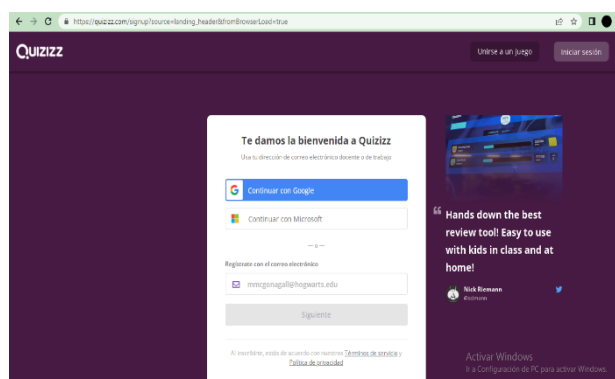 https://quizizz.com/signup?source=landing_header&fromBrowserLoad=true
QUIZIZZ
Unirse a un juego
Iniciar sesión
Te damos la bienvenida a Quizizz
Usa tu dirección de correo electrónico docente o de trabajo
G Continuar con Google
Continuar con Microsoft
— o —
Regístrate con el correo electrónico
mmcgonagall@hogwarts.edu
Siguiente
Al inscribirte, estás de acuerdo con nuestros Términos de servicio y
Política de privacidad
Hands down the best
review tool! Easy to use
with kids in class and at
home!
Nick Riemann
Activar Windows
Ir a Configuración de PC para activar Windows.